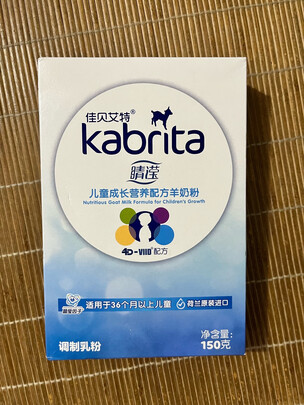 佳贝艾特®
kabrita
睛滢
儿童成长营养配方羊奶粉
Nutritious Goat Milk Formula for Children's Growth
4D-VIIID配方
适用于36个月以上儿童 荷兰原装进口
净含量:
调制乳粉 150克